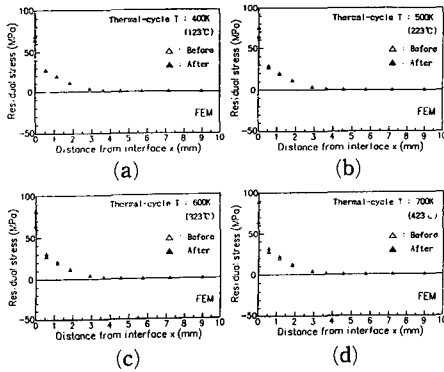 Thermal-cycle T : 400K
(123℃)
△ : Before
▲ : After
FEM
Residual stress (MPa)
100
50
0
-50
0 1 2 3 4 5 6 7 8 9 10
Distance from interface x (mm)
(a)
Thermal-cycle T : 500K
(223℃)
△ : Before
▲ : After
FEM
Residual stress (MPa)
100
50
0
-50
0 1 2 3 4 5 6 7 8 9 10
Distance from interface x (mm)
(b)
Thermal-cycle T : 600K
(323℃)
△ : Before
▲ : After
FEM
Residual stress (MPa)
100
50
0
-50
0 1 2 3 4 5 6 7 8 9 10
Distance from interface x (mm)
(c)
Thermal-cycle T : 700K
(423℃)
△ : Before
▲ : After
FEM
Residual stress (MPa)
100
50
0
-50
0 1 2 3 4 5 6 7 8 9 10
Distance from interface x (mm)
(d)